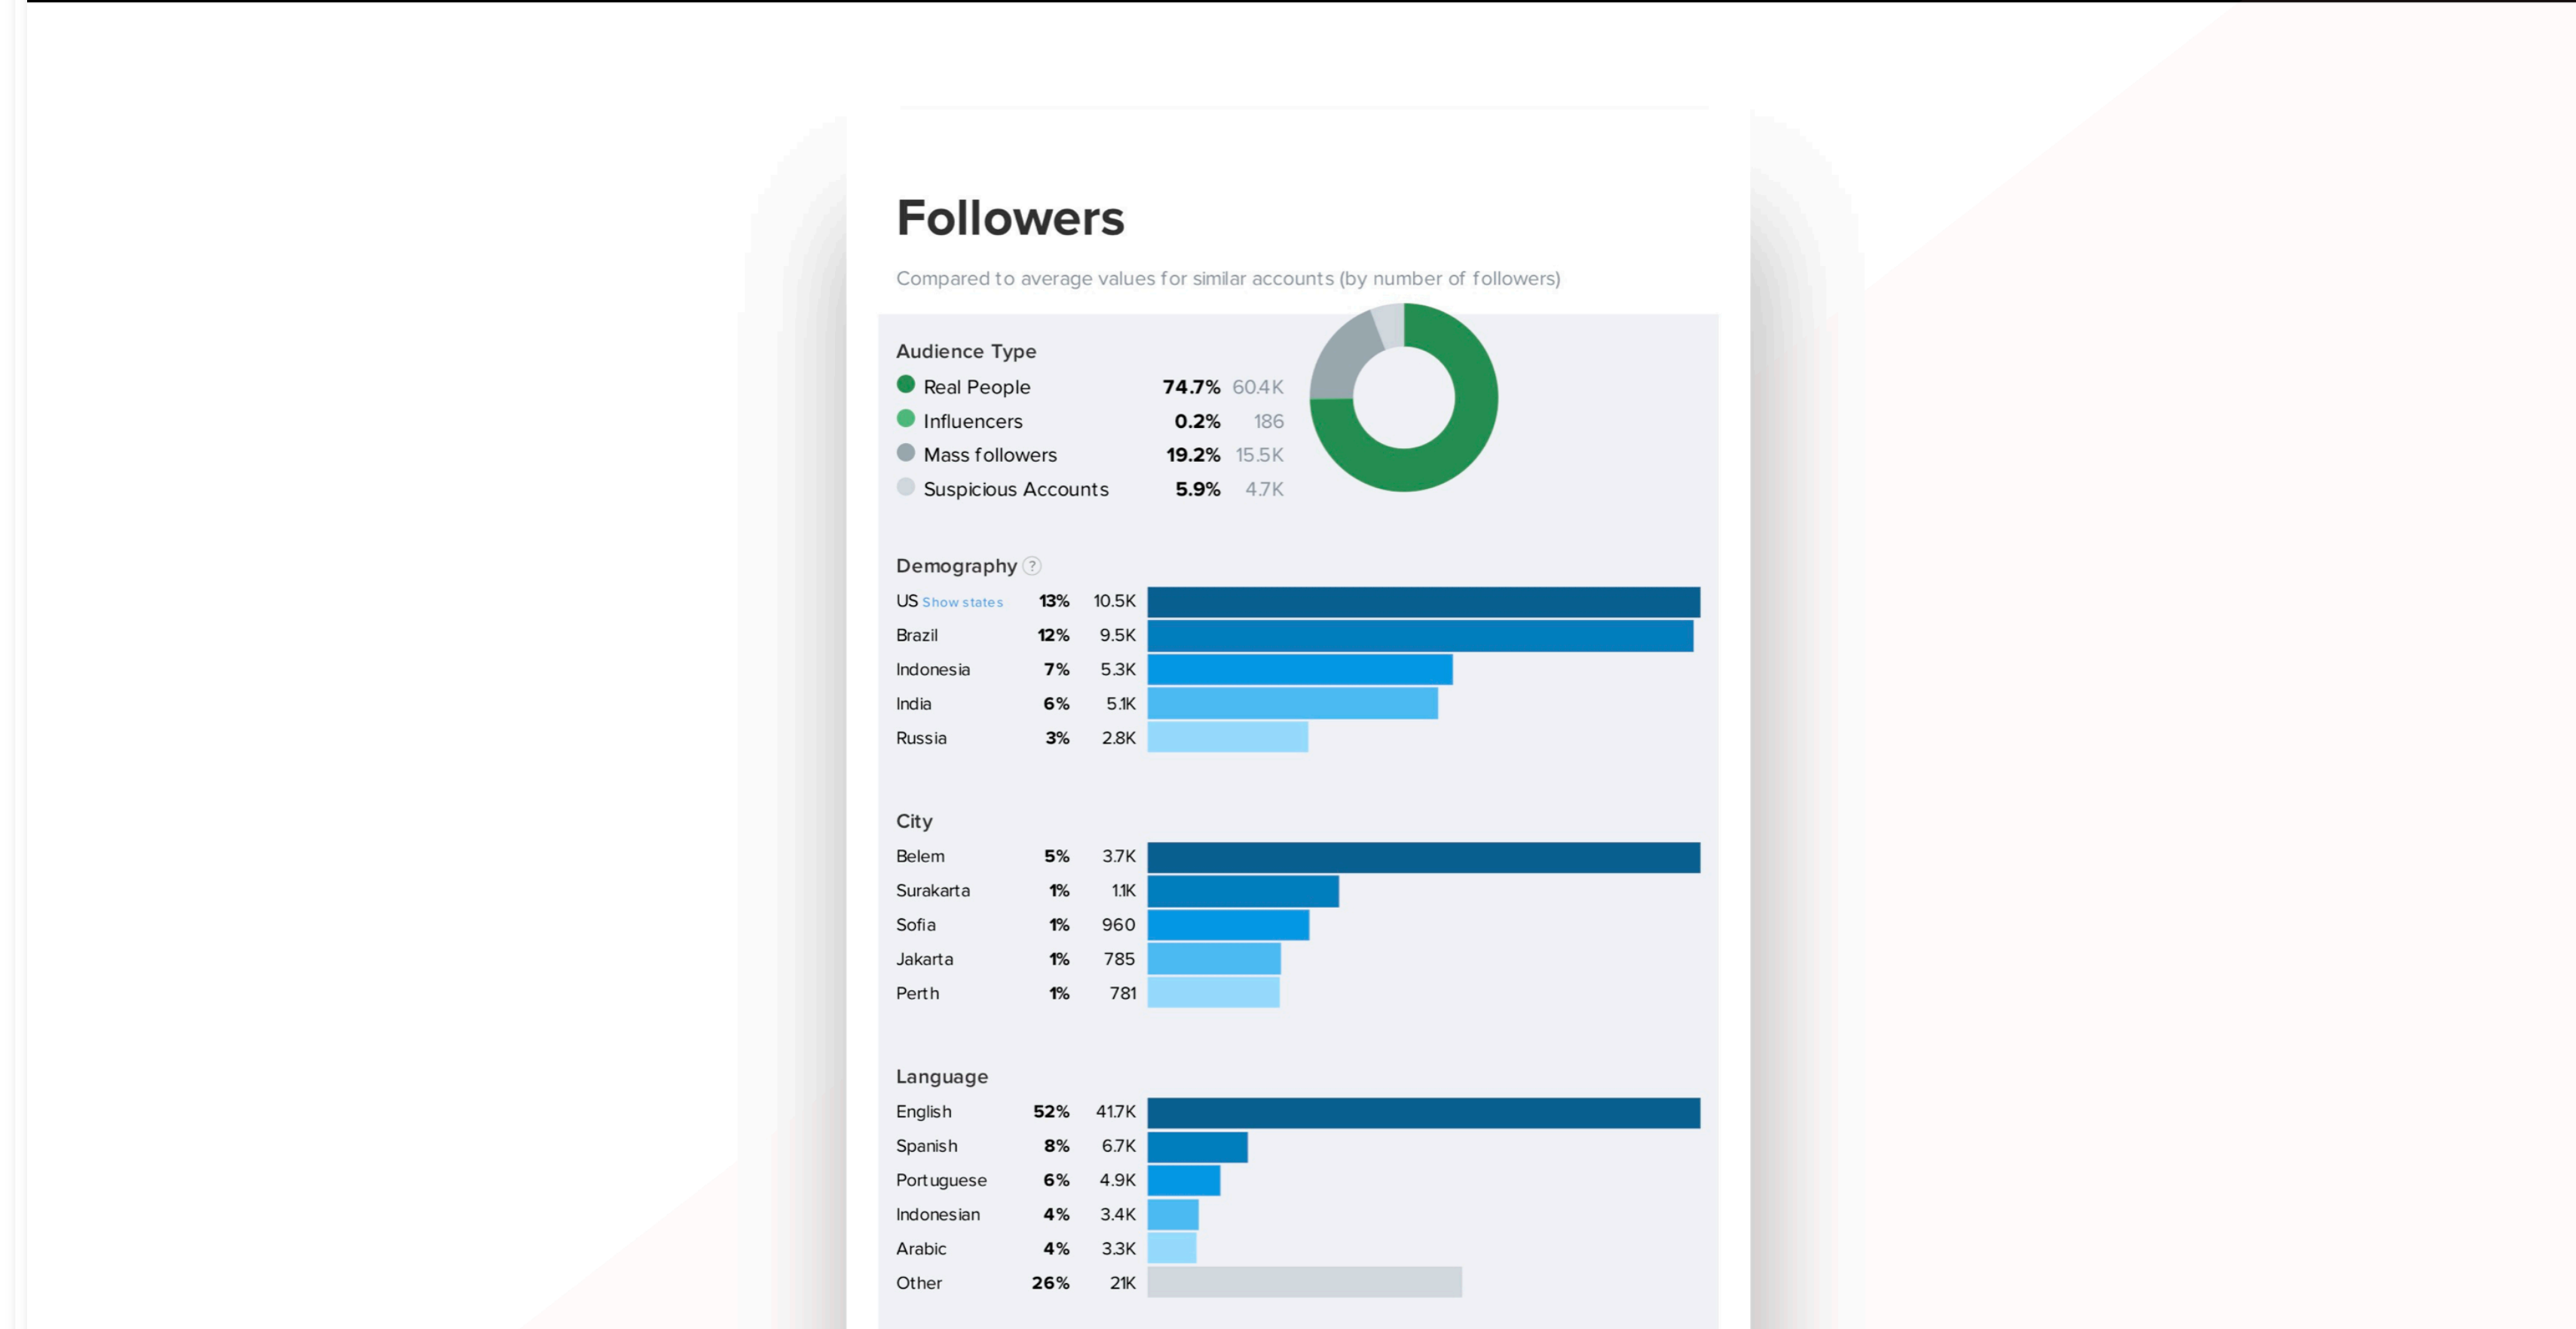 Followers
Compared to average values for similar accounts (by number of followers)
Audience Type
Real People 74.7% 60.4K
Influencers 0.2% 186
Mass followers 19.2% 15.5K
Suspicious Accounts 5.9% 4.7K
Demography ?
US Show states 13% 10.5K
Brazil 12% 9.5K
Indonesia 7% 5.3K
India 6% 5.1K
Russia 3% 2.8K
City
Belem 5% 3.7K
Surakarta 1% 1.1K
Sofia 1% 960
Jakarta 1% 785
Perth 1% 781
Language
English 52% 41.7K
Spanish 8% 6.7K
Portuguese 6% 4.9K
Indonesian 4% 3.4K
Arabic 4% 3.3K
Other 26% 21K